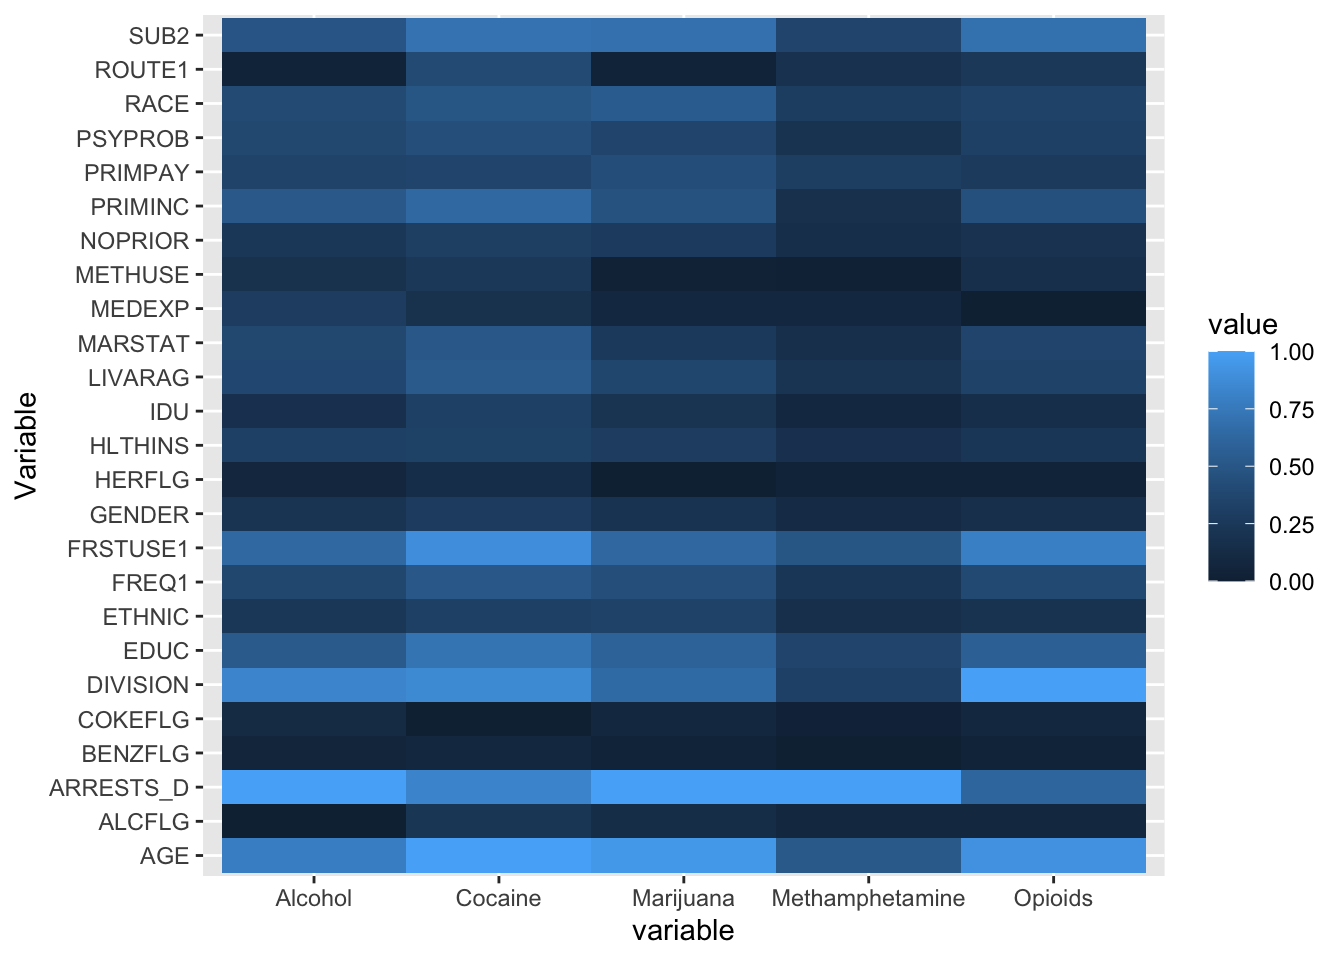 SUB2
ROUTE1
RACE
PSYPROB
PRIMPAY
PRIMINC
NOPRIOR
METHUSE
MEDEXP
MARSTAT
LIVARAG
IDU
HLTHINS
HERFLG
GENDER
FRSTUSE1
FREQ1
ETHNIC
EDUC
DIVISION
COKEFLG
BENZFLG
ARRESTS_D
ALCFLG
AGE
Variable
Alcohol Cocaine Marijuana Methamphetamine Opioids
variable
value
1.00
0.75
0.50
0.25
0.00